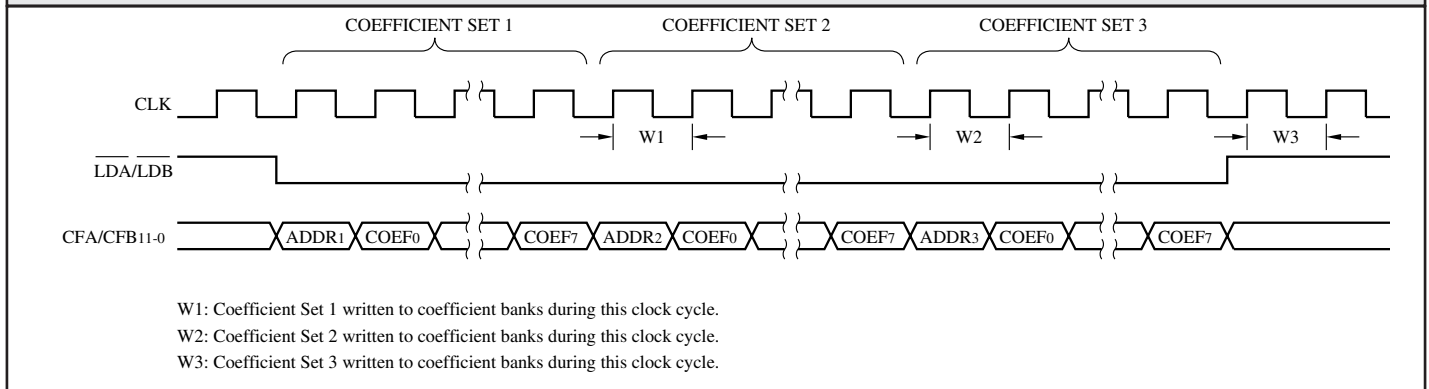 COEFFICIENT SET 1 COEFFICIENT SET 2 COEFFICIENT SET 3
CLK
W1 W2 W3
LDA/LDB
CFA/CFB11-0 ADDR1 COEF0 COEF7 ADDR2 COEF0 COEF7 ADDR3 COEF0 COEF7
W1: Coefficient Set 1 written to coefficient banks during this clock cycle.
W2: Coefficient Set 2 written to coefficient banks during this clock cycle.
W3: Coefficient Set 3 written to coefficient banks during this clock cycle.